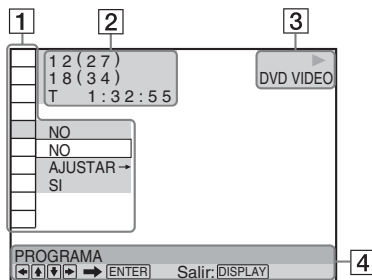 1
2
3
12(27)
18(34)
T 1:32:55
DVD VIDEO
NO
NO
AJUSTAR →
SI
PROGRAMA
ENTER Salir: DISPLAY
4